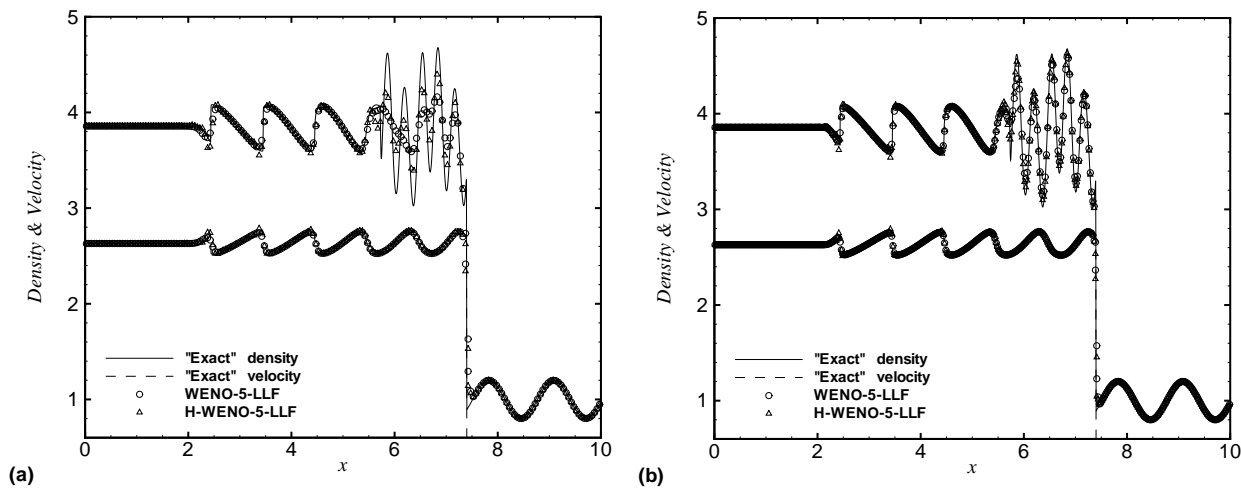 5
4
3
2
1
Density & Velocity
"Exact" density
"Exact" velocity
WENO-5-LLF
H-WENO-5-LLF
0 2 4 6 8 10
x
(a)
5
4
3
2
1
Density & Velocity
"Exact" density
"Exact" velocity
WENO-5-LLF
H-WENO-5-LLF
0 2 4 6 8 10
x
(b)